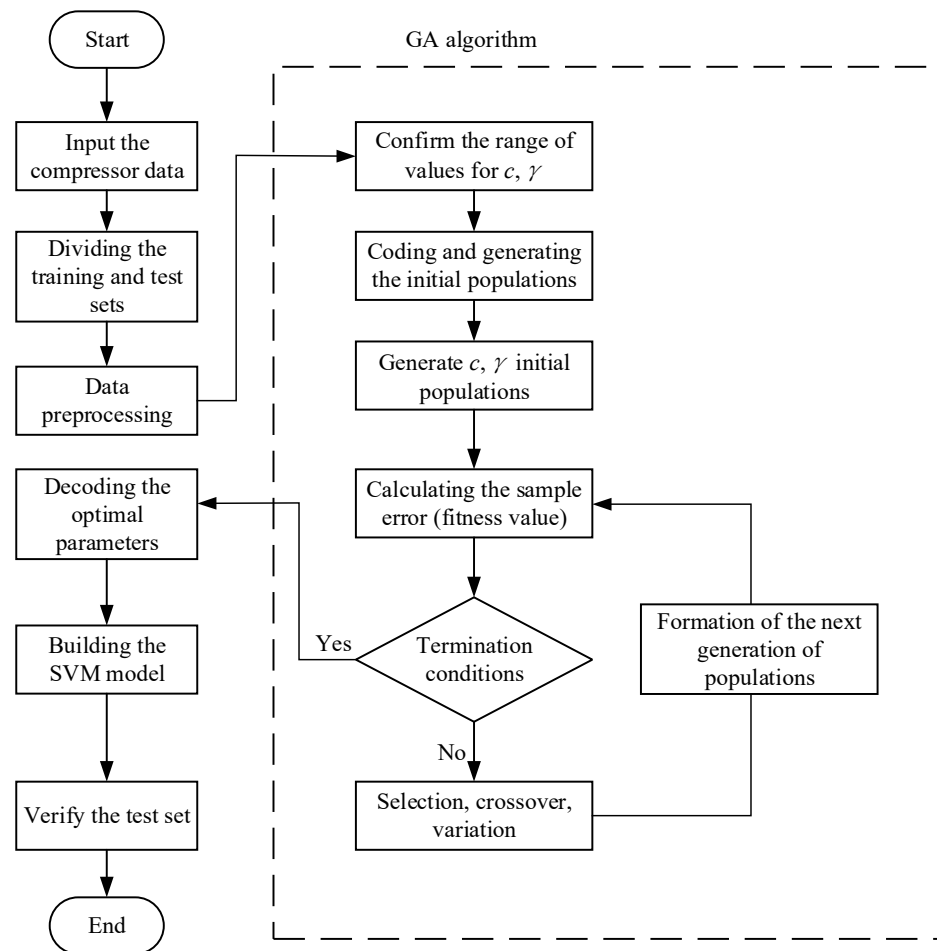 Start
GA algorithm
Input the
compressor data
Dividing the
training and test
sets
Data
preprocessing
Confirm the range of
values for c, γ
Coding and generating
the initial populations
Generate c, γ initial
populations
Calculating the sample
error (fitness value)
Termination
conditions
Yes
No
Selection, crossover,
variation
Formation of the next
generation of
populations
Decoding the
optimal
parameters
Building the
SVM model
Verify the test set
End